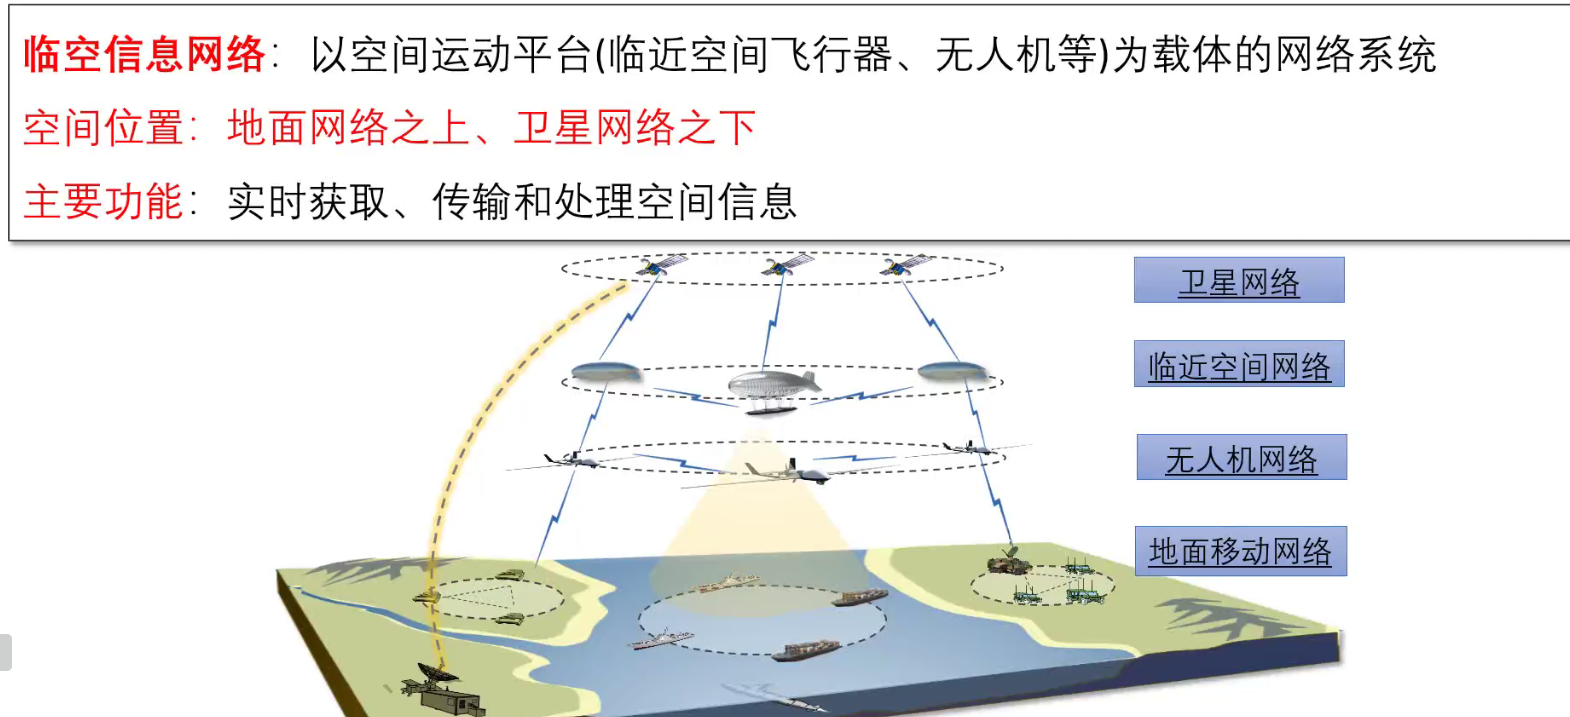 临空信息网络：以空间运动平台(临近空间飞行器、无人机等)为载体的网络系统
空间位置：地面网络之上、卫星网络之下
主要功能：实时获取、传输和处理空间信息
卫星网络
临近空间网络
无人机网络
地面移动网络